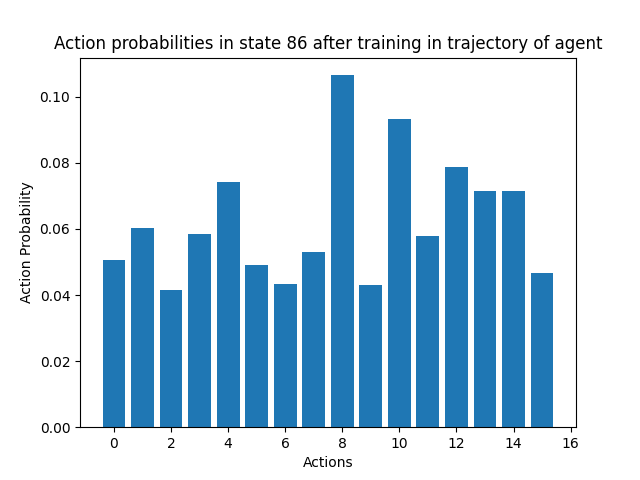 Action probabilities in state 86 after training in trajectory of agent
0.10
0.08
0.06
0.04
0.02
0.00
Action Probability
0 2 4 6 8 10 12 14 16
Actions